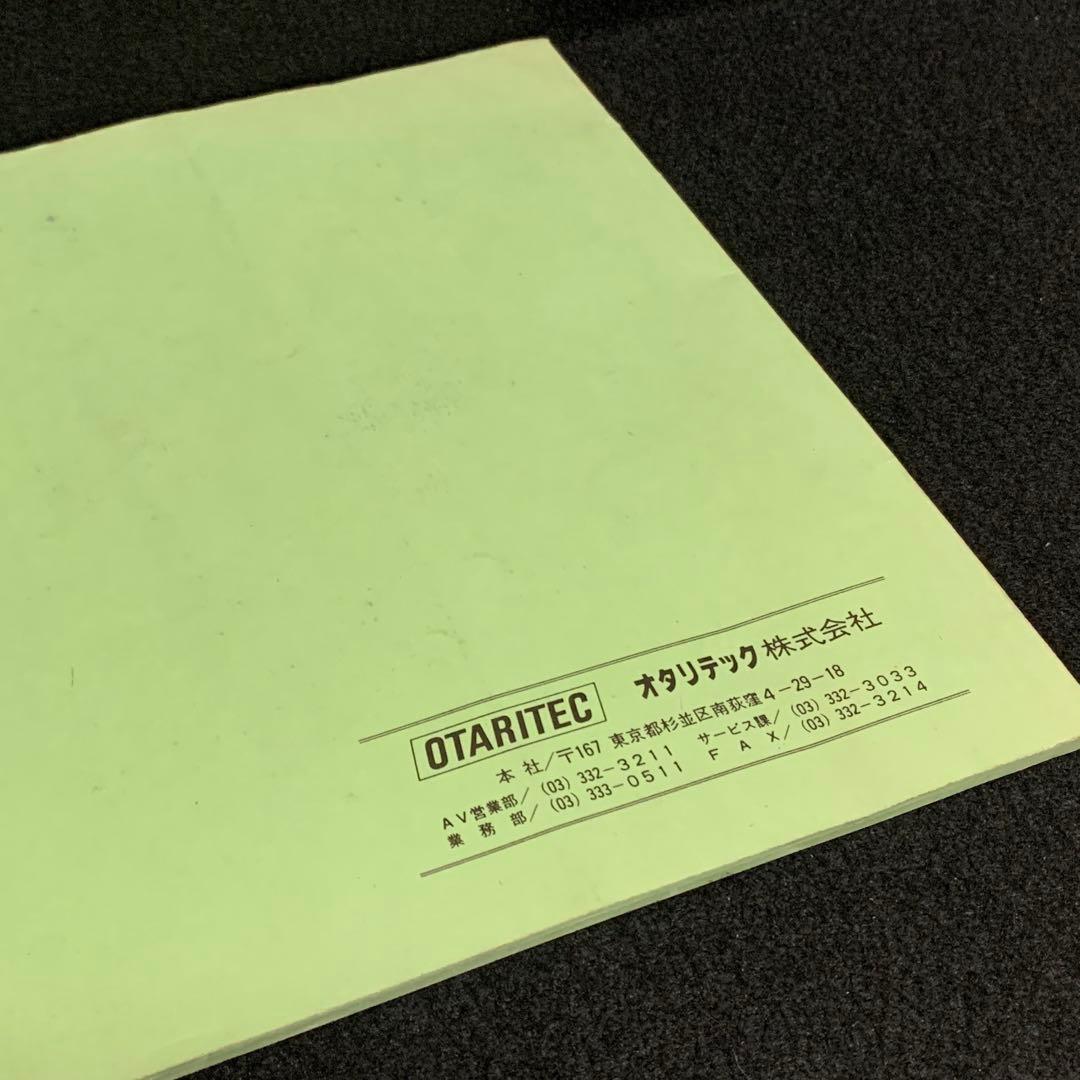 OTARITEC オタリテック株式会社
本 社/〒167 東京都杉並区南荻窪4-29-18
AV営業部/(03) 332-3211 サービス課/(03) 332-3033
業 務 部/(03) 333-0511 F A X/(03) 332-3214